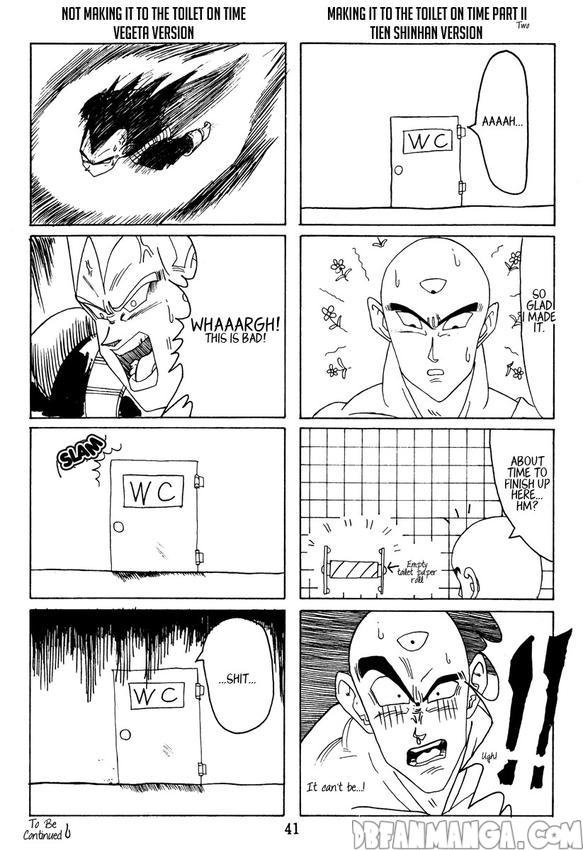 NOT MAKING IT TO THE TOILET ON TIME
VEGETA VERSION
WHAAARGH!
THIS IS BAD!
SLAM
WC
...SHIT...
WC
To Be
Continued
MAKING IT TO THE TOILET ON TIME PART II
Two
TIEN SHINHAN VERSION
AAAAH...
WC
SO
GLAD
I MADE
IT.
ABOUT
TIME TO
FINISH UP
HERE...
HM?
Empty
toilet paper
roll
!!
Ugh!
It can't be...!
41
DBFANMANGA.COM